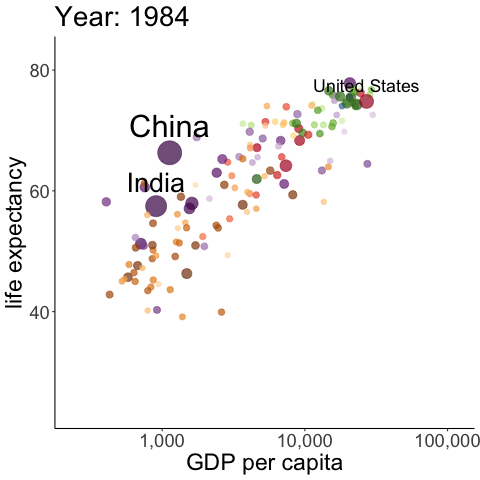 Year: 1984
United States
China
India
80
60
40
life expectancy
1,000 10,000 100,000
GDP per capita